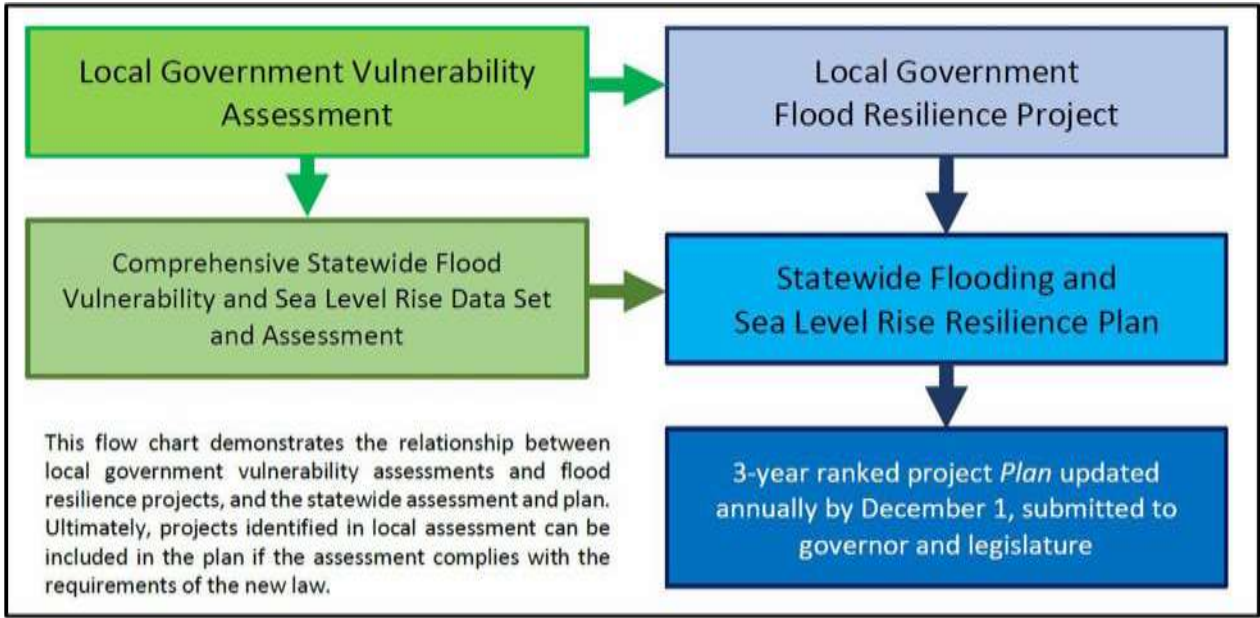 Local Government Vulnerability
Assessment
Local Government
Flood Resilience Project
Comprehensive Statewide Flood
Vulnerability and Sea Level Rise Data Set
and Assessment
Statewide Flooding and
Sea Level Rise Resilience Plan
This flow chart demonstrates the relationship between
local government vulnerability assessments and flood
resilience projects, and the statewide assessment and plan.
Ultimately, projects identified in local assessment can be
included in the plan if the assessment complies with the
requirements of the new law.
3-year ranked project Plan updated
annually by December 1, submitted to
governor and legislature